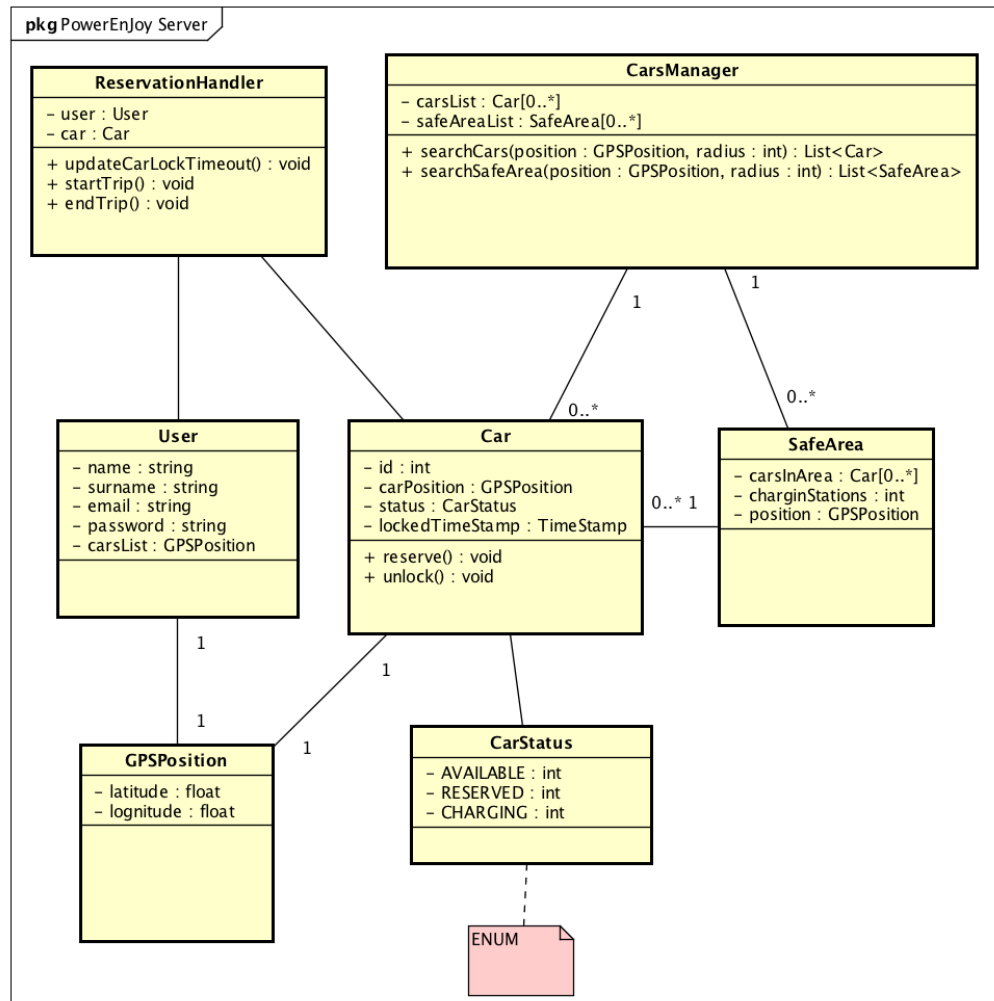 pkg PowerEnJoy Server
ReservationHandler
- user : User
- car : Car
+ updateCarLockTimeout() : void
+ startTrip() : void
+ endTrip() : void
CarsManager
- carsList : Car[0..*]
- safeAreaList : SafeArea[0..*]
+ searchCars(position : GPSPosition, radius : int) : List<Car>
+ searchSafeArea(position : GPSPosition, radius : int) : List<SafeArea>
1
1
0..*
0..*
User
- name : string
- surname : string
- email : string
- password : string
- carsList : GPSPosition
Car
- id : int
- carPosition : GPSPosition
- status : CarStatus
- lockedTimeStamp : TimeStamp
+ reserve() : void
+ unlock() : void
0..* 1
SafeArea
- carsInArea : Car[0..*]
- charginStations : int
- position : GPSPosition
1
1
1
1
GPSPosition
- latitude : float
- lognitude : float
CarStatus
- AVAILABLE : int
- RESERVED : int
- CHARGING : int
ENUM